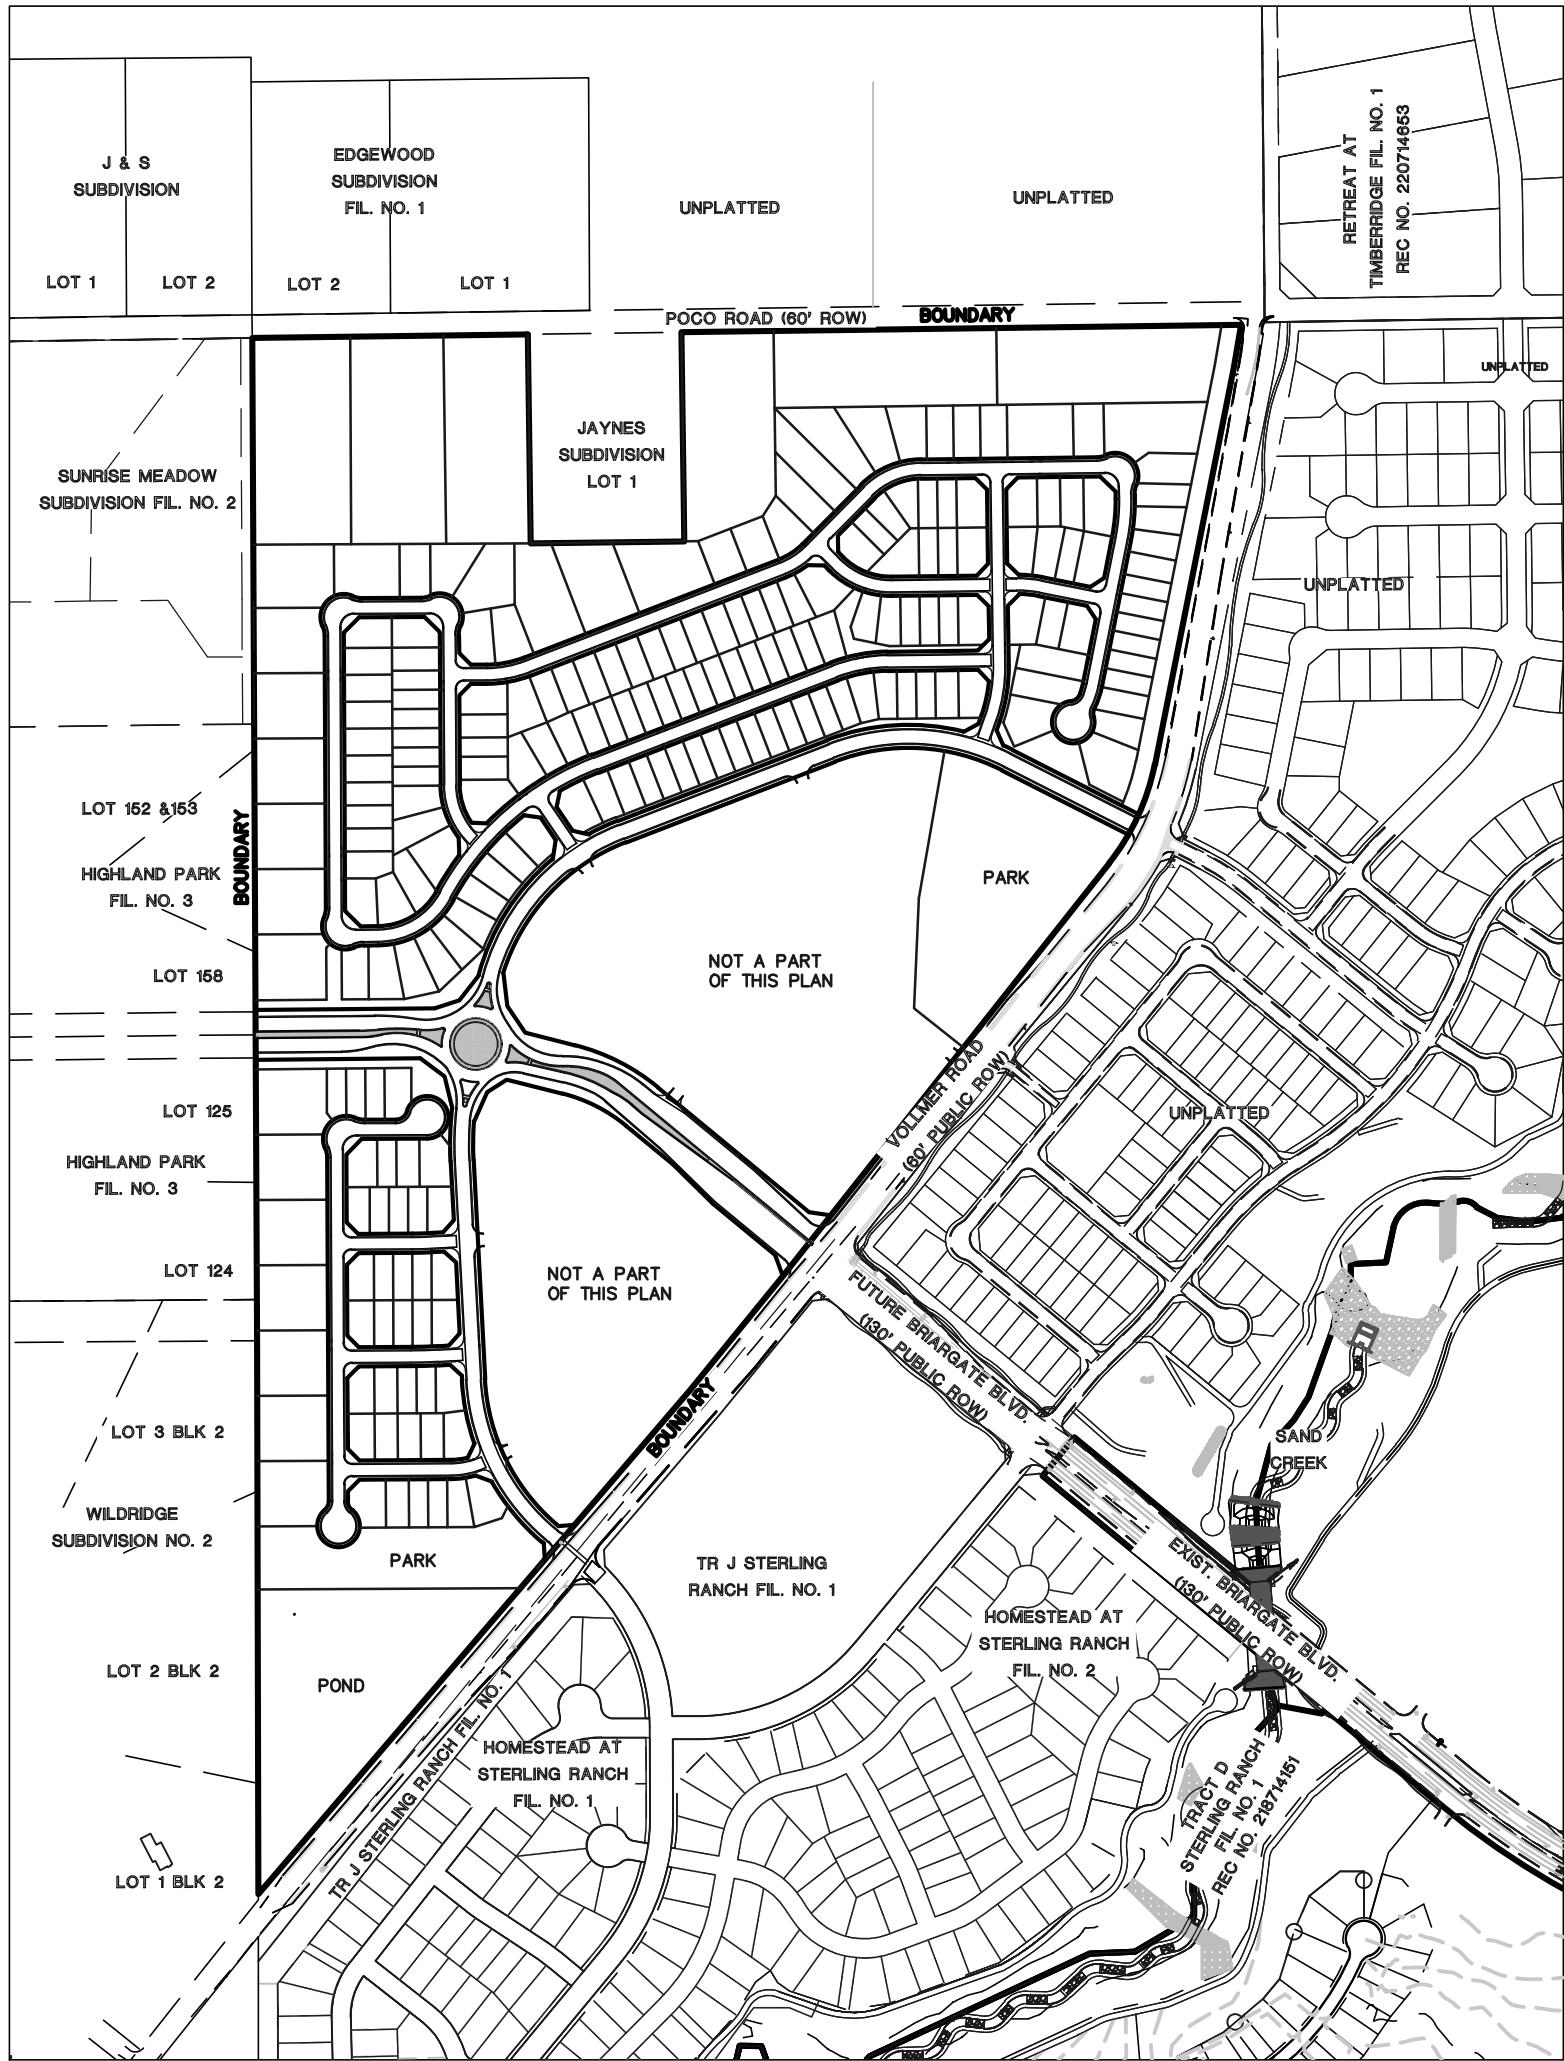 J & S
SUBDIVISION
LOT 1
LOT 2
EDGEWOOD
SUBDIVISION
FIL. NO. 1
LOT 2
LOT 1
UNPLATTED
UNPLATTED
RETREAT AT
TIMBERRIDGE FIL. NO. 1
REC NO. 220714653
POCO ROAD (60' ROW)
BOUNDARY
UNPLATTED
JAYNES
SUBDIVISION
LOT 1
SUNRISE MEADOW
SUBDIVISION FIL. NO. 2
UNPLATTED
LOT 152 &153
BOUNDARY
HIGHLAND PARK
FIL. NO. 3
PARK
LOT 158
NOT A PART
OF THIS PLAN
VOLLMER ROAD
(60' PUBLIC ROW)
LOT 125
UNPLATTED
HIGHLAND PARK
FIL. NO. 3
LOT 124
NOT A PART
OF THIS PLAN
FUTURE BRIARGATE BLVD.
(130' PUBLIC ROW)
BOUNDARY
LOT 3 BLK 2
SAND
CREEK
WILDRIDGE
SUBDIVISION NO. 2
PARK
TR J STERLING
RANCH FIL. NO. 1
EXIST. BRIARGATE BLVD.
(130' PUBLIC ROW)
HOMESTEAD AT
STERLING RANCH
FIL. NO. 2
LOT 2 BLK 2
POND
TR J STERLING RANCH FIL. NO. 1
HOMESTEAD AT
STERLING RANCH
FIL. NO. 1
TRACT D
STERLING RANCH
FIL. NO. 1
REC NO. 218714151
LOT 1 BLK 2